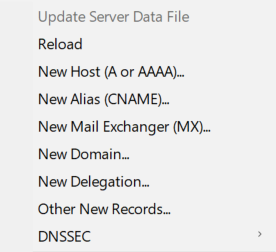 Update Server Data File
Reload
New Host (A or AAAA)...
New Alias (CNAME)...
New Mail Exchanger (MX)...
New Domain...
New Delegation...
Other New Records...
DNSSEC